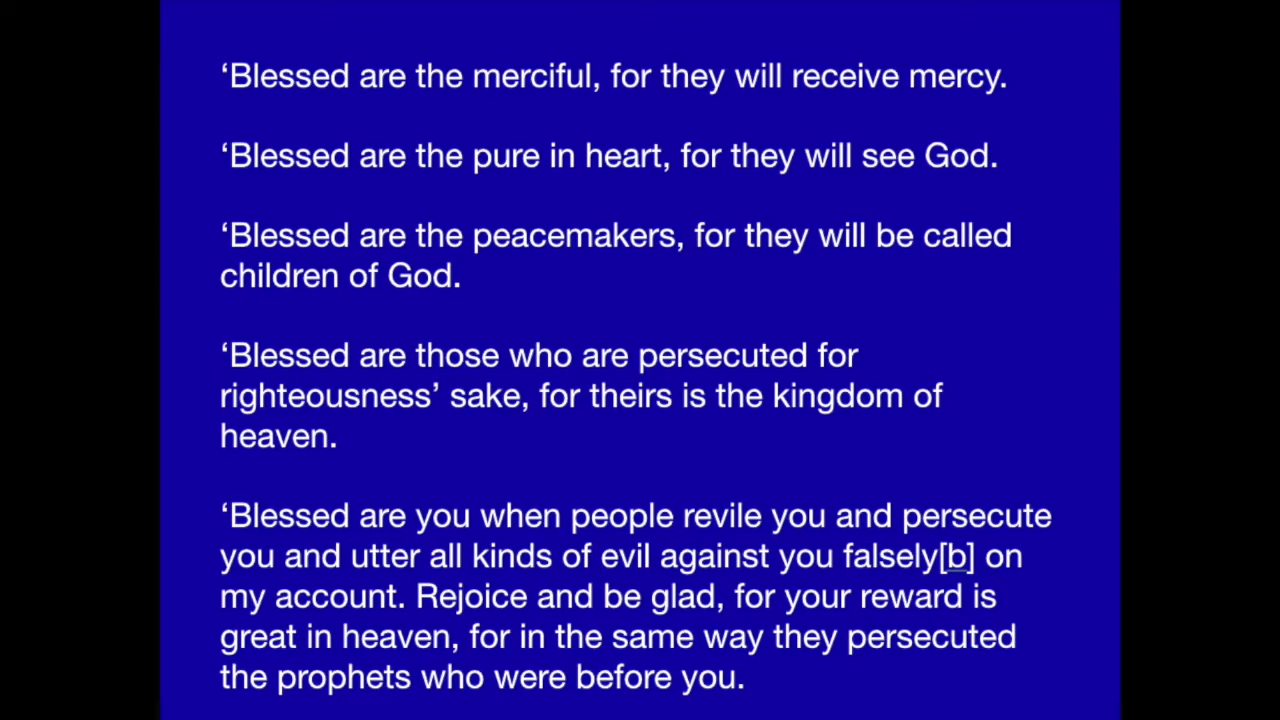 ‘Blessed are the merciful, for they will receive mercy.
‘Blessed are the pure in heart, for they will see God.
‘Blessed are the peacemakers, for they will be called
children of God.
‘Blessed are those who are persecuted for
righteousness’ sake, for theirs is the kingdom of
heaven.
‘Blessed are you when people revile you and persecute
you and utter all kinds of evil against you falsely[b] on
my account. Rejoice and be glad, for your reward is
great in heaven, for in the same way they persecuted
the prophets who were before you.